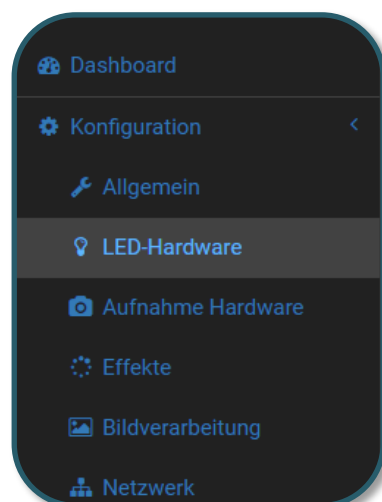 Dashboard
Konfiguration
Allgemein
LED-Hardware
Aufnahme Hardware
Effekte
Bildverarbeitung
Netzwerk